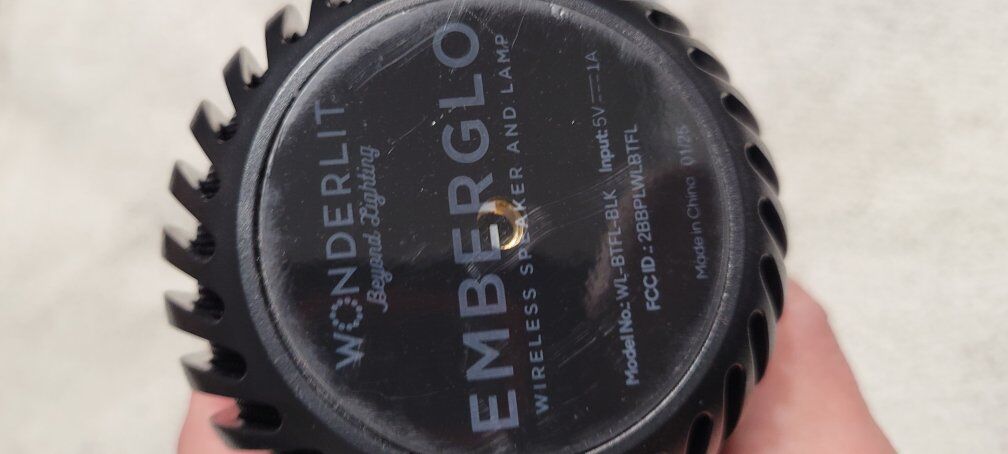 WONDERLIT
Beyond Lighting
EMBERGLO
WIRELESS SPEAKER AND LAMP
Model No.: WL-BTFL-BLK Input: 5V ⎓ 1A
FCC ID : 2BBPLWLBTFL
Made in China 01/25